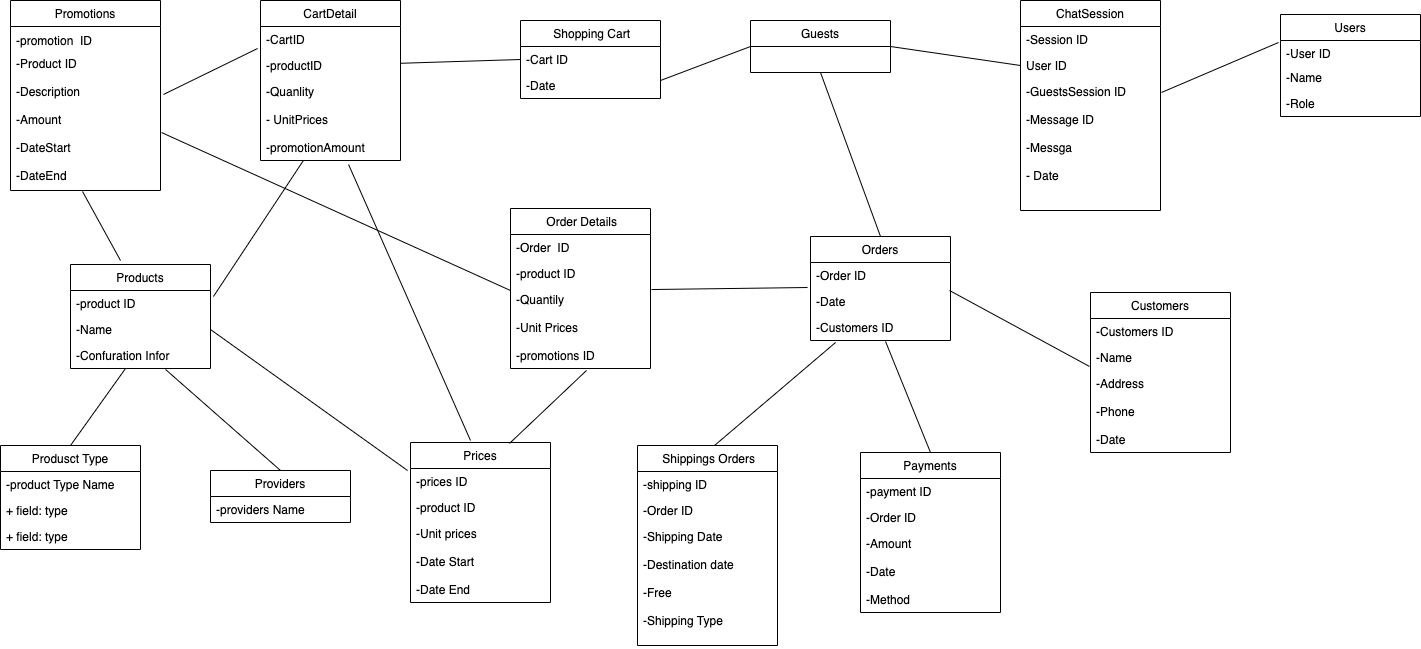 Promotions
-promotion  ID
-Product ID
-Description
-Amount
-DateStart
-DateEnd
CartDetail
-CartID
-productID
-Quanlity
- UnitPrices
-promotionAmount
Shopping Cart
-Cart ID
-Date
Guests
ChatSession
-Session ID
User ID
-GuestsSession ID
-Message ID
-Messga
- Date
Users
-User ID
-Name
-Role
Products
-product ID
-Name
-Confuration Infor
Order Details
-Order  ID
-product ID
-Quantily
-Unit Prices
-promotions ID
Orders
-Order ID
-Date
-Customers ID
Customers
-Customers ID
-Name
-Address
-Phone
-Date
Produsct Type
-product Type Name
+ field: type
+ field: type
Providers
-providers Name
Prices
-prices ID
-product ID
-Unit prices
-Date Start
-Date End
Shippings Orders
-shipping ID
-Order ID
-Shipping Date
-Destination date
-Free
-Shipping Type
Payments
-payment ID
-Order ID
-Amount
-Date
-Method